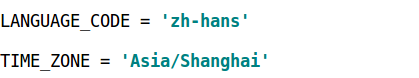 LANGUAGE_CODE = 'zh-hans'
TIME_ZONE = 'Asia/Shanghai'